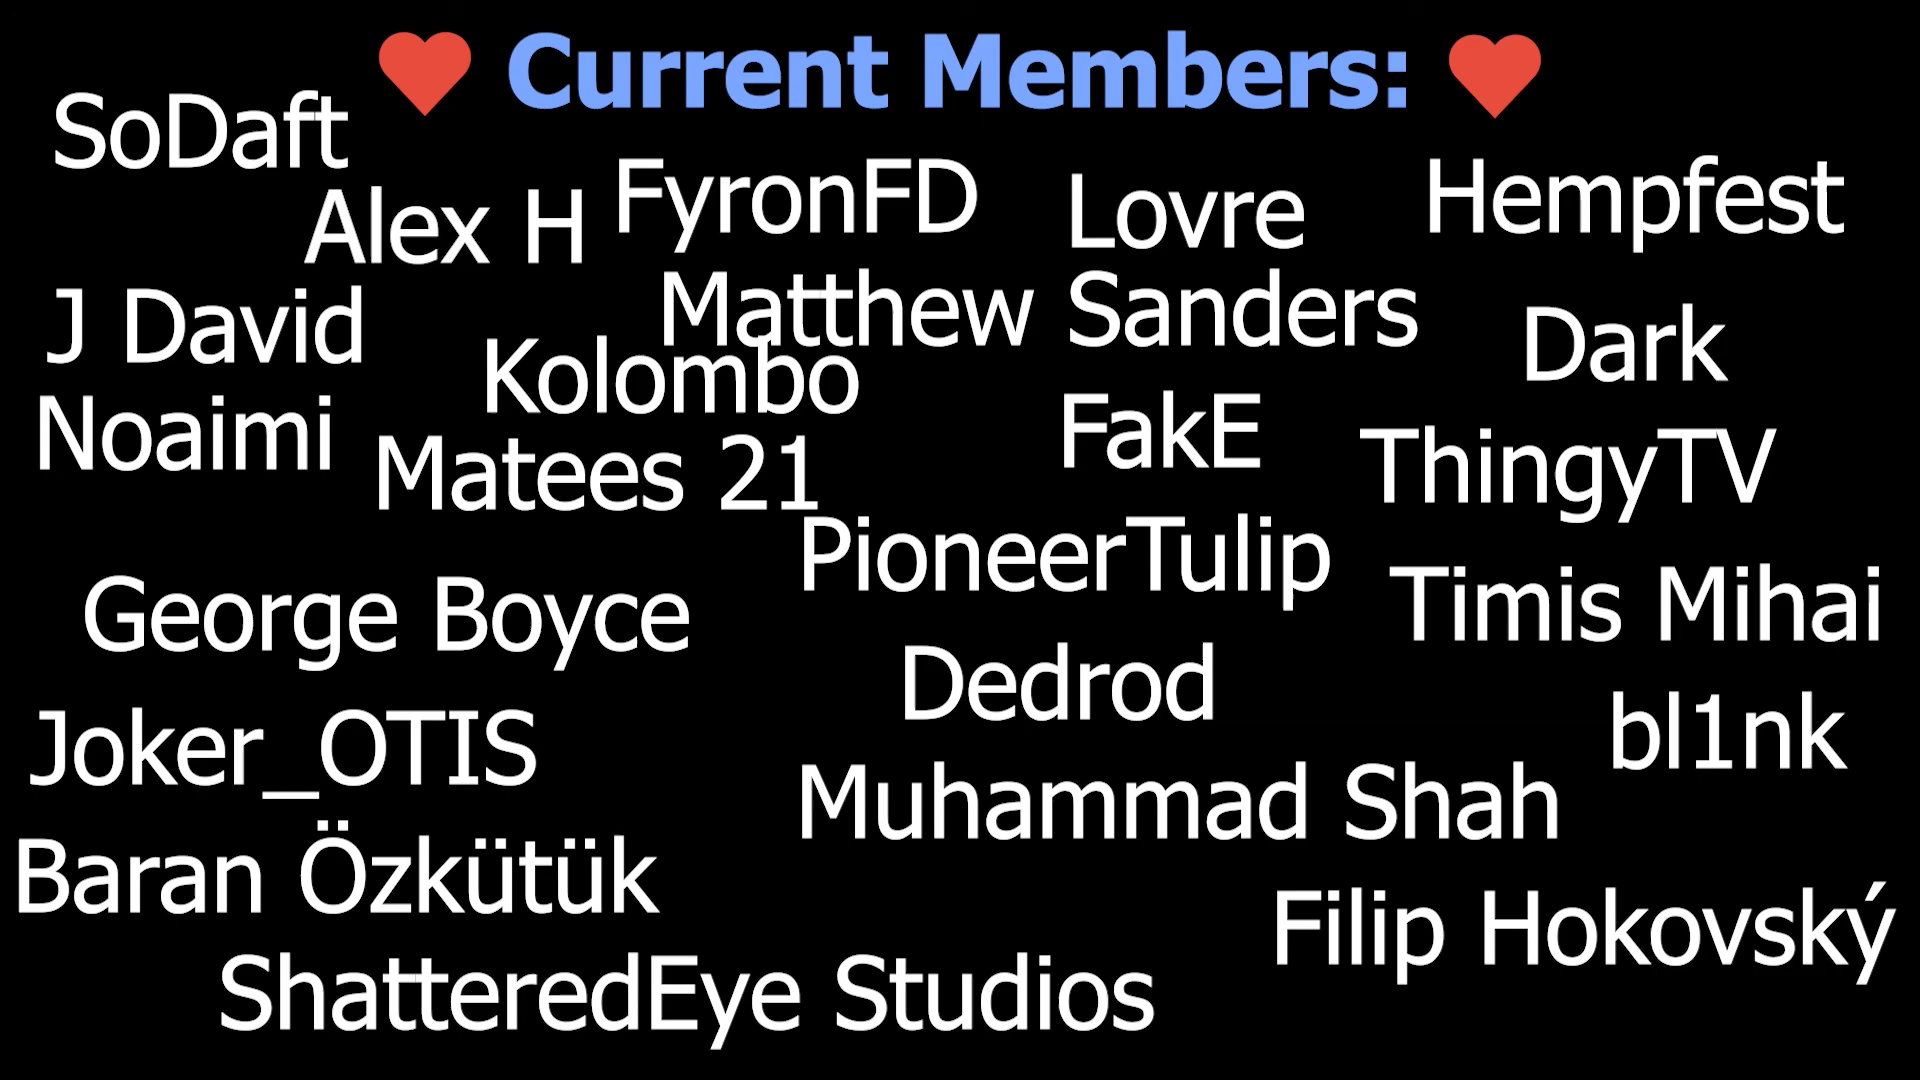 Current Members:
SoDaft
Alex H
FyronFD
Lovre
Hempfest
J David
Matthew Sanders
Dark
Kolombo
Noaimi
FakE
Matees 21
ThingyTV
PioneerTulip
George Boyce
Timis Mihai
Dedrod
bl1nk
Joker_OTIS
Muhammad Shah
Baran Özkütük
Filip Hokovský
ShatteredEye Studios